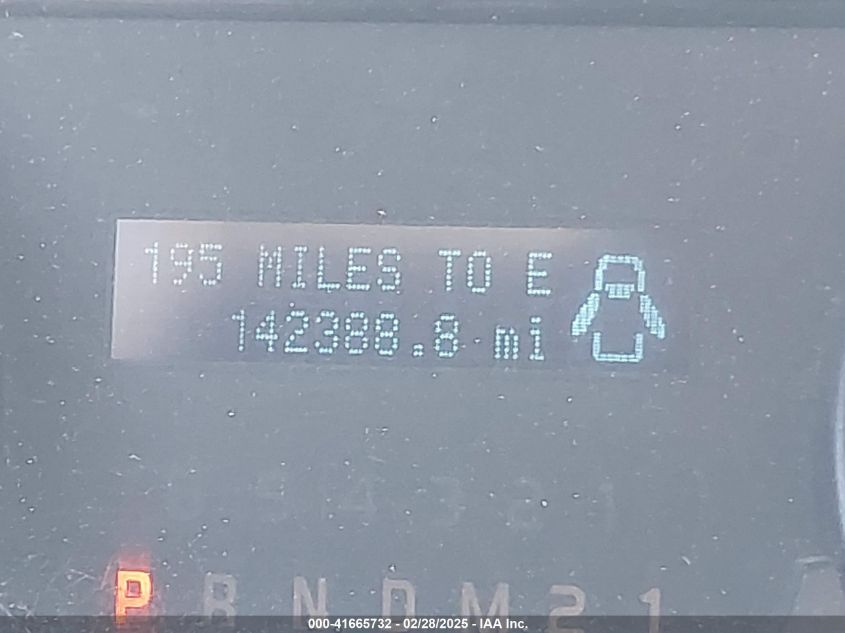 195 MILES TO E
142388.8 mi
P R N D M 2 1
000-41665732 - 02/28/2025 - IAA Inc.